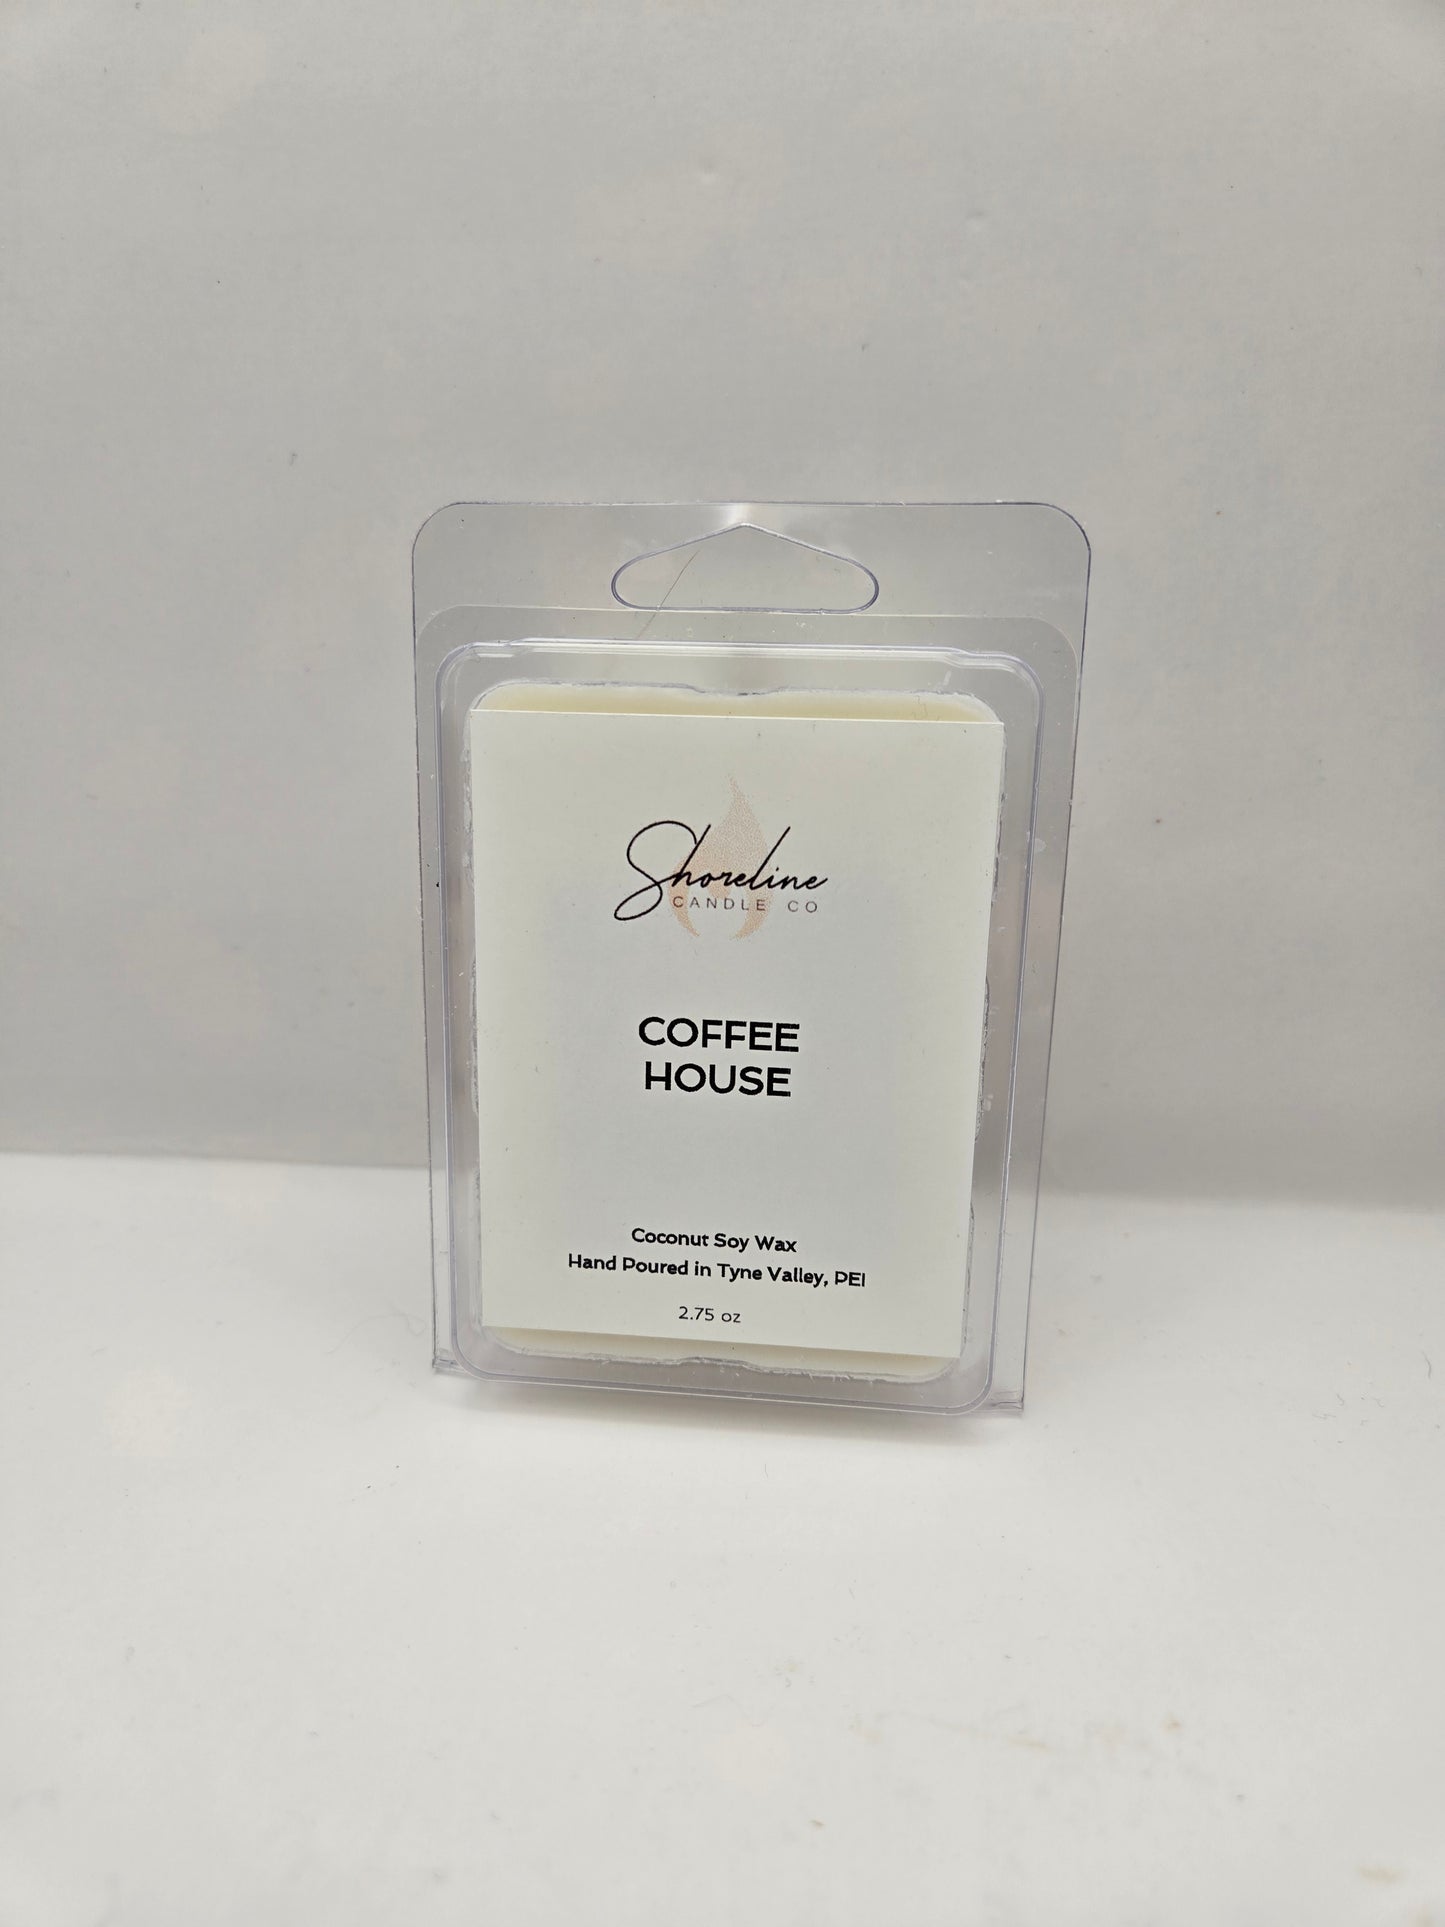 Shoreline
CANDLE CO
COFFEE
HOUSE
Coconut Soy Wax
Hand Poured in Tyne Valley, PEI
2.75 oz